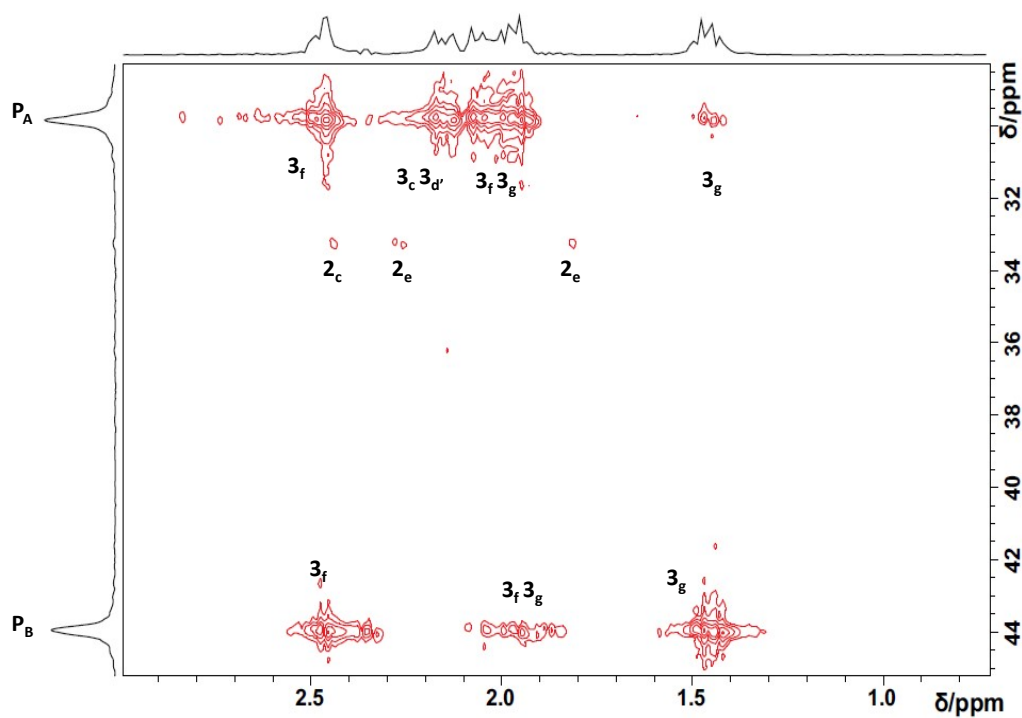 P_A
3_f
3_c 3_d'
3_f 3_g
3_g
2_c
2_e
2_e
3_f
3_f 3_g
3_g
P_B
δ/ppm
32
34
36
38
40
42
44
2.5
2.0
1.5
1.0
δ/ppm